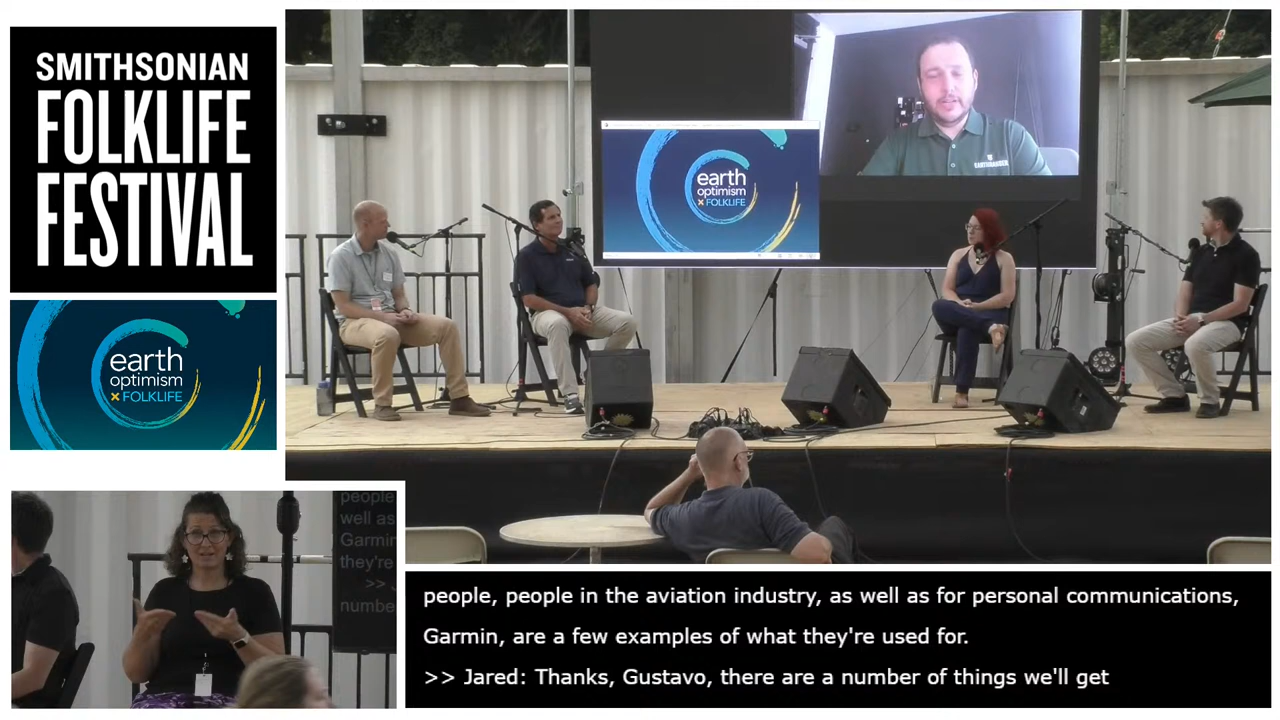 SMITHSONIAN
FOLKLIFE
FESTIVAL
earth
optimism
× FOLKLIFE
earth
optimism
× FOLKLIFE
EARTHRANGER
people
well as
Garmin
they're
>>
numbe
people, people in the aviation industry, as well as for personal communications,
Garmin, are a few examples of what they're used for.
>> Jared: Thanks, Gustavo, there are a number of things we'll get